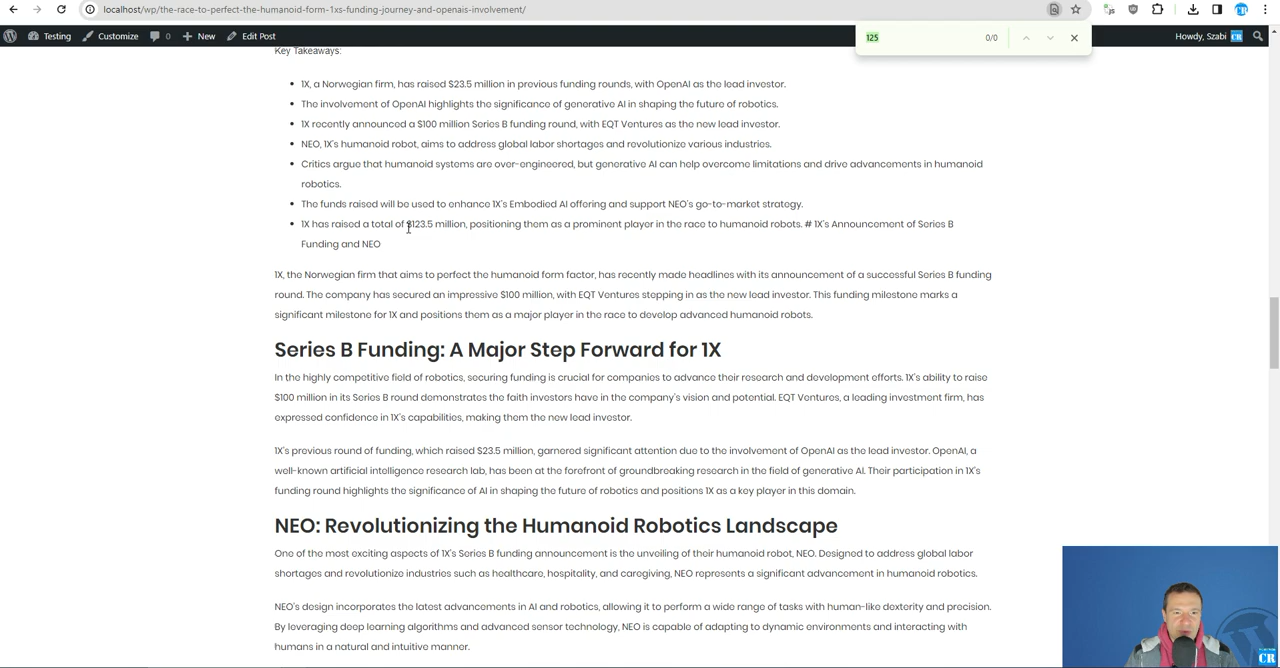 localhost/wp/the-race-to-perfect-the-humanoid-form-1xs-funding-journey-and-openais-involvement/
125
0/0
Testing
Customize
0
New
Edit Post
Howdy, Szabi
CR
Key Takeaways:
1X, a Norwegian firm, has raised $23.5 million in previous funding rounds, with OpenAI as the lead investor.
The involvement of OpenAI highlights the significance of generative AI in shaping the future of robotics.
1X recently announced a $100 million Series B funding round, with EQT Ventures as the new lead investor.
NEO, 1X's humanoid robot, aims to address global labor shortages and revolutionize various industries.
Critics argue that humanoid systems are over-engineered, but generative AI can help overcome limitations and drive advancements in humanoid
robotics.
The funds raised will be used to enhance 1X's Embodied AI offering and support NEO's go-to-market strategy.
1X has raised a total of $123.5 million, positioning them as a prominent player in the race to humanoid robots. # 1X's Announcement of Series B
Funding and NEO
1X, the Norwegian firm that aims to perfect the humanoid form factor, has recently made headlines with its announcement of a successful Series B funding
round. The company has secured an impressive $100 million, with EQT Ventures stepping in as the new lead investor. This funding milestone marks a
significant milestone for 1X and positions them as a major player in the race to develop advanced humanoid robots.
Series B Funding: A Major Step Forward for 1X
In the highly competitive field of robotics, securing funding is crucial for companies to advance their research and development efforts. 1X's ability to raise
$100 million in its Series B round demonstrates the faith investors have in the company's vision and potential. EQT Ventures, a leading investment firm, has
expressed confidence in 1X's capabilities, making them the new lead investor.
1X's previous round of funding, which raised $23.5 million, garnered significant attention due to the involvement of OpenAI as the lead investor. OpenAI, a
well-known artificial intelligence research lab, has been at the forefront of groundbreaking research in the field of generative AI. Their participation in 1X's
funding round highlights the significance of AI in shaping the future of robotics and positions 1X as a key player in this domain.
NEO: Revolutionizing the Humanoid Robotics Landscape
One of the most exciting aspects of 1X's Series B funding announcement is the unveiling of their humanoid robot, NEO. Designed to address global labor
shortages and revolutionize industries such as healthcare, hospitality, and caregiving, NEO represents a significant advancement in humanoid robotics.
NEO's design incorporates the latest advancements in AI and robotics, allowing it to perform a wide range of tasks with human-like dexterity and precision.
By leveraging deep learning algorithms and advanced sensor technology, NEO is capable of adapting to dynamic environments and interacting with
humans in a natural and intuitive manner.
CR